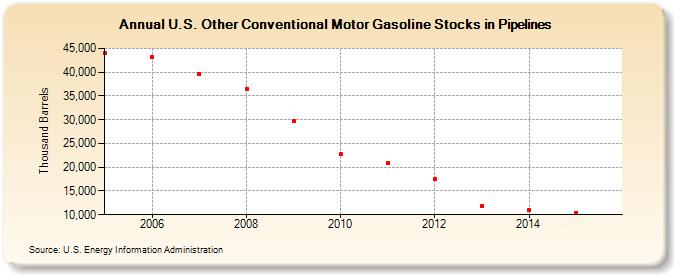 Annual U.S. Other Conventional Motor Gasoline Stocks in Pipelines
Thousand Barrels
45,000
40,000
35,000
30,000
25,000
20,000
15,000
10,000
2006 2008 2010 2012 2014
Source: U.S. Energy Information Administration